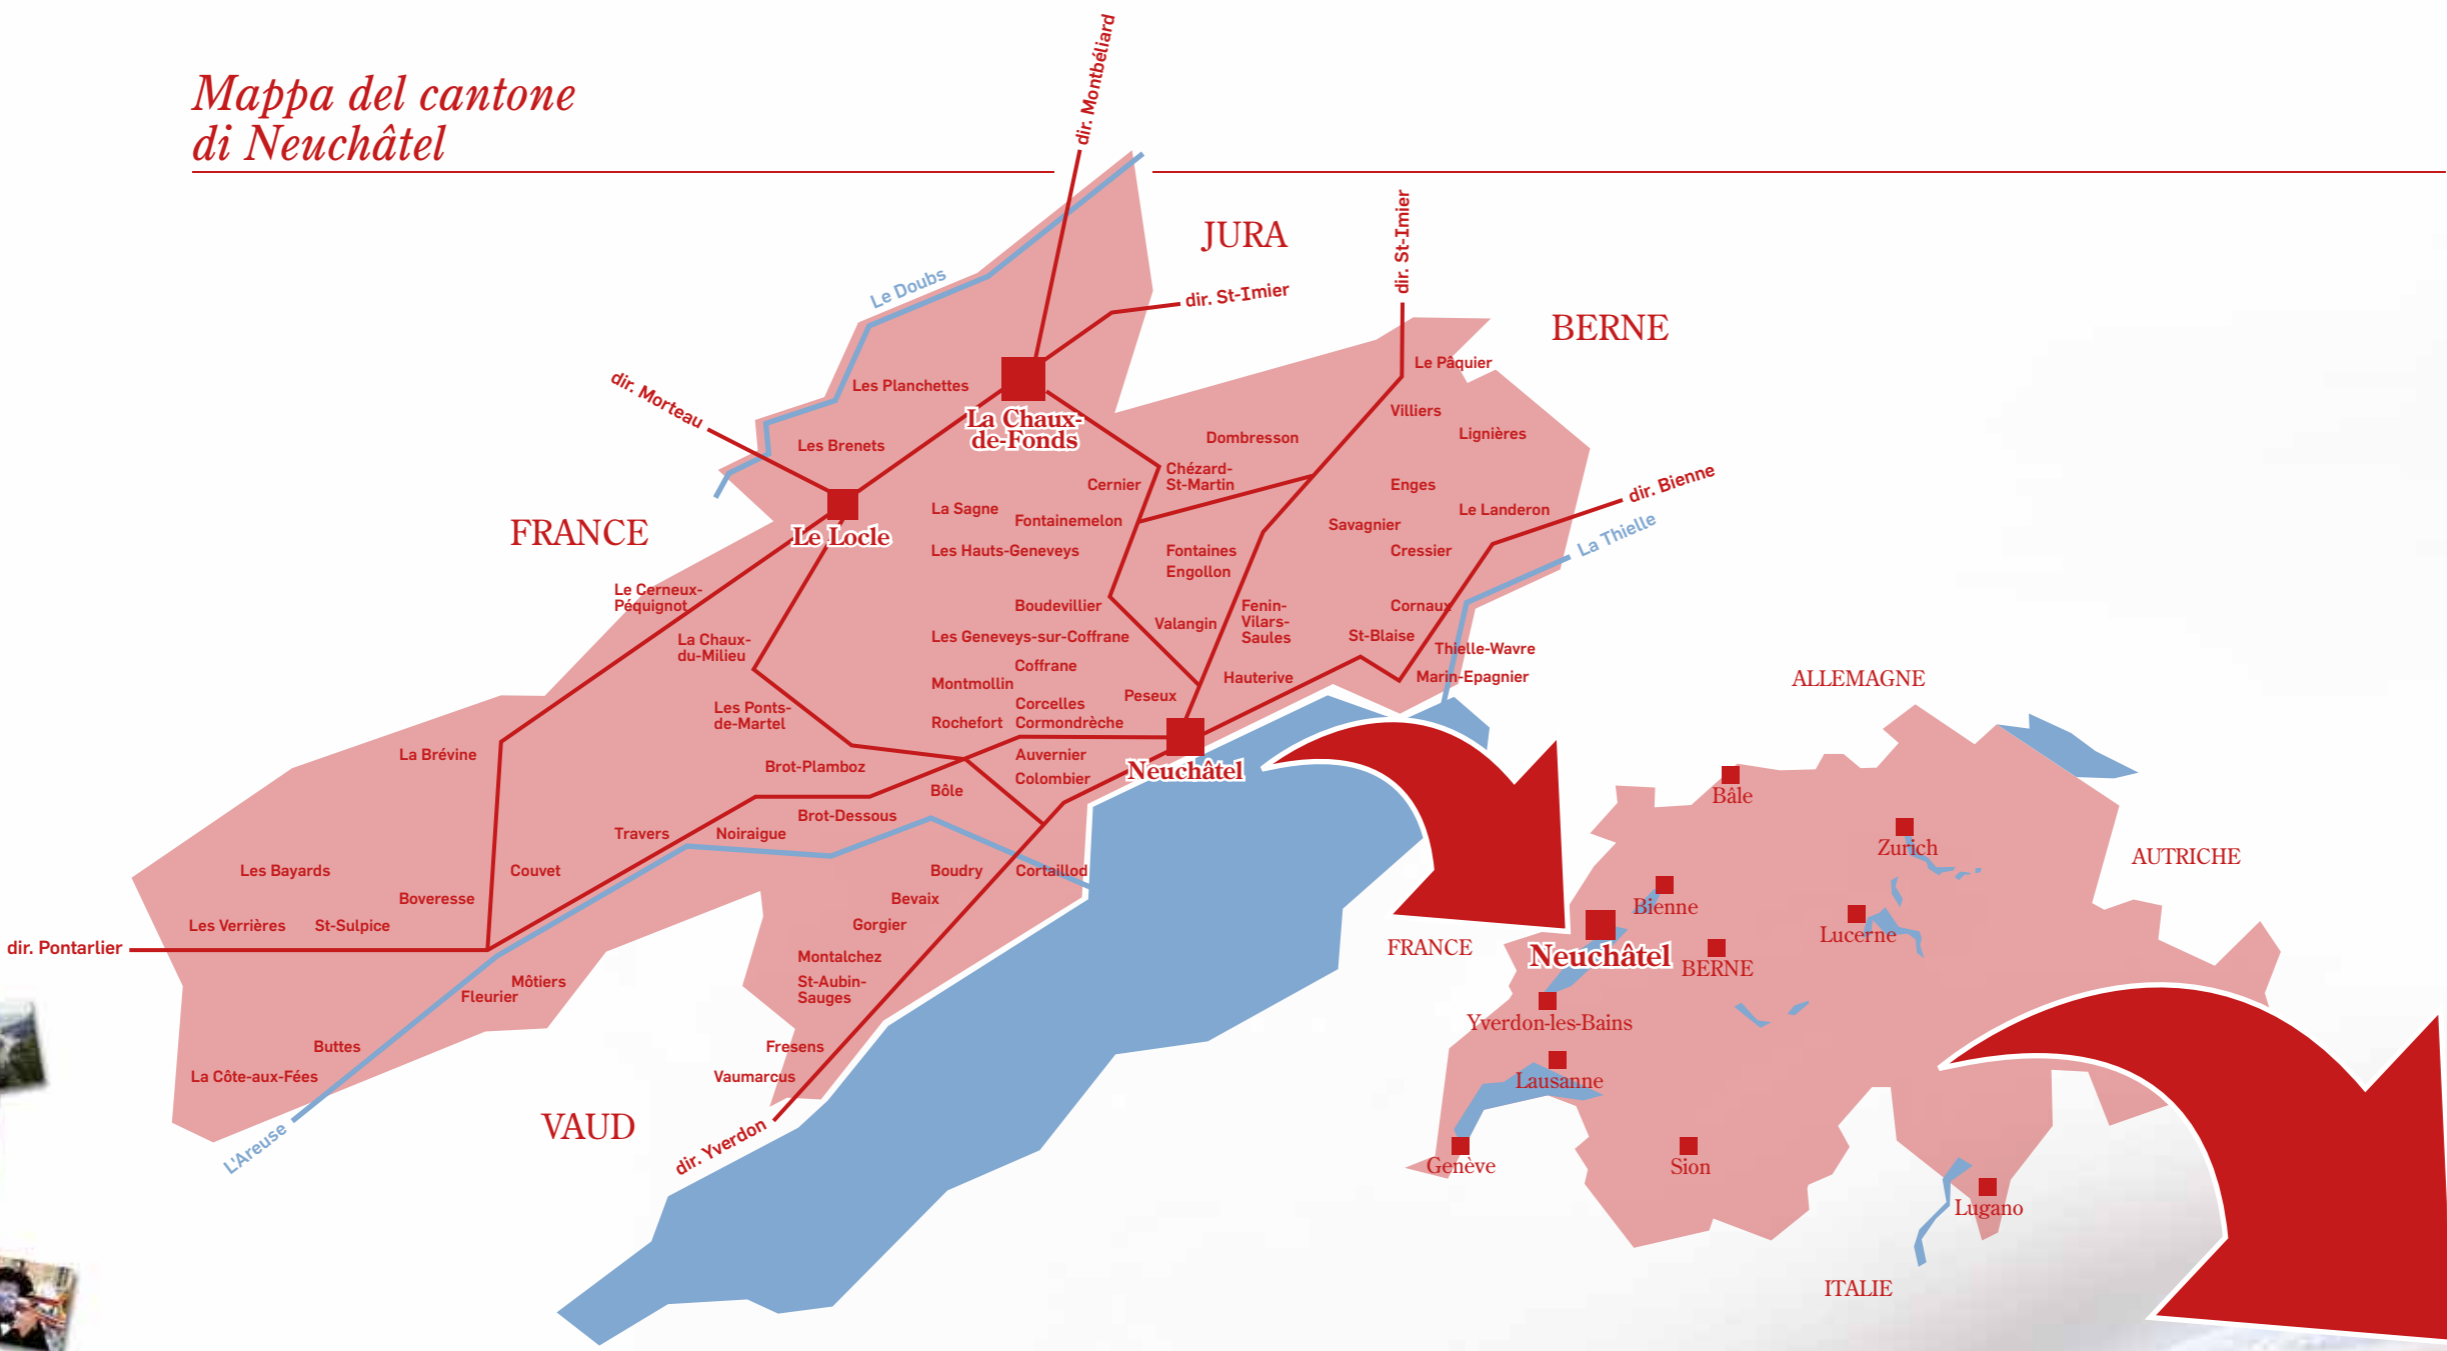 Mappa del cantone
di Neuchâtel
dir. Montbéliard
JURA
dir. St-Imier
dir. St-Imier
BERNE
Le Doubs
dir. Morteau
FRANCE
Les Planchettes
La Chaux-
de-Fonds
Les Brenets
Le Locle
Le Pâquier
Villiers
Lignières
Dombresson
Chézard-
St-Martin
Cernier
Enges
Le Landeron
dir. Bienne
La Thielle
La Sagne
Fontainemelon
Savagnier
Les Hauts-Geneveys
Fontaines
Engollon
Cressier
Le Cerneux-
Péquignot
Boudevillier
Valangin
Fenin-
Vilars-
Saules
Cornaux
La Chaux-
du-Milieu
Les Geneveys-sur-Coffrane
St-Blaise
Thielle-Wavre
Coffrane
Montmollin
Hauterive
Marin-Epagnier
Peseux
Les Ponts-
de-Martel
Corcelles
Cormondrèche
Rochefort
La Brévine
Brot-Plamboz
Auvernier
Colombier
Neuchâtel
Bôle
Brot-Dessous
Travers
Noiraigue
Les Bayards
Couvet
Boudry
Cortaillod
Boveresse
Bevaix
Les Verrières
St-Sulpice
Gorgier
dir. Pontarlier
Montalchez
Môtiers
Fleurier
St-Aubin-
Sauges
Buttes
Fresens
La Côte-aux-Fées
Vaumarcus
L'Areuse
VAUD
dir. Yverdon
ALLEMAGNE
Bâle
Zurich
AUTRICHE
Bienne
Lucerne
FRANCE
Neuchâtel
BERNE
Yverdon-les-Bains
Lausanne
Genève
Sion
Lugano
ITALIE